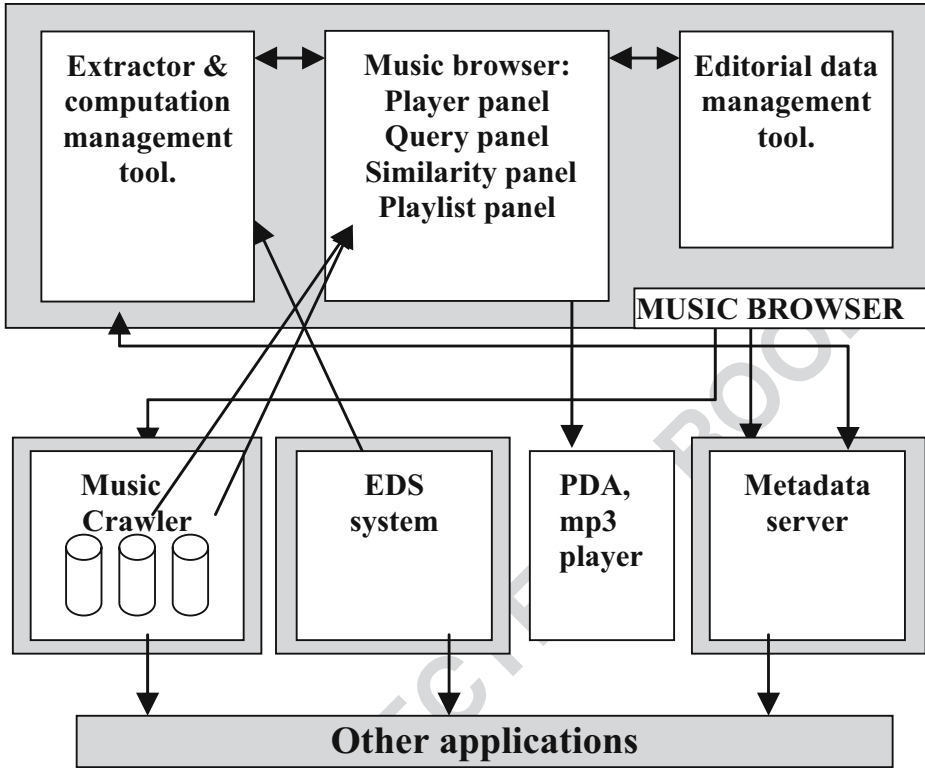 Extractor &
computation
management
tool.
Music browser:
Player panel
Query panel
Similarity panel
Playlist panel
Editorial data
management
tool.
MUSIC BROWSER
Music
Crawler
EDS
system
PDA,
mp3
player
Metadata
server
Other applications